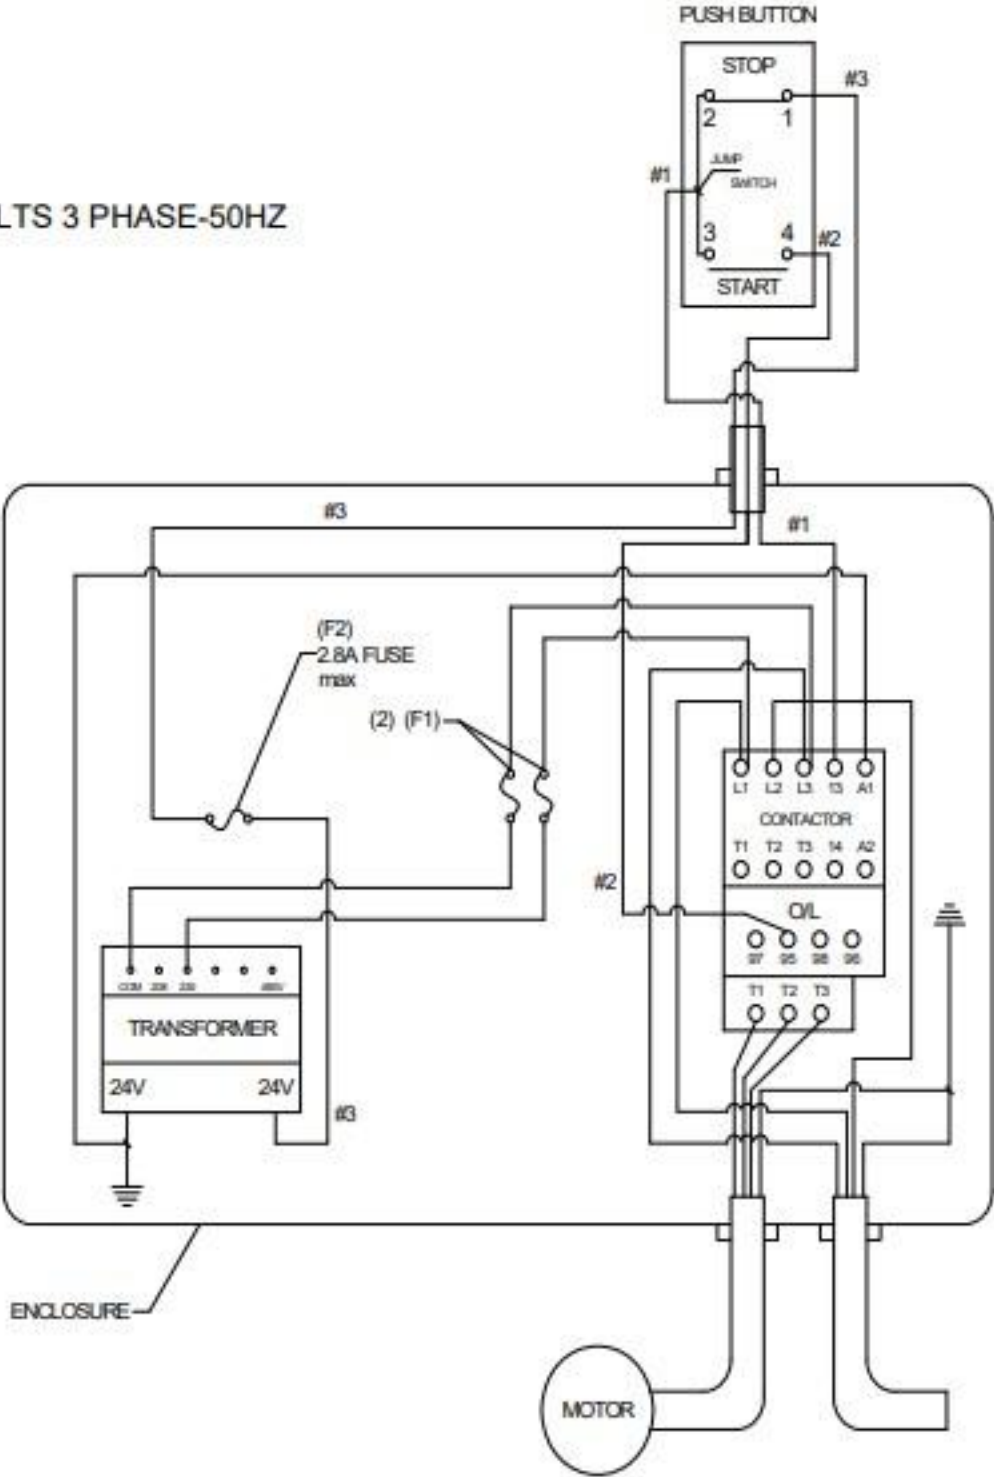 PUSH BUTTON
STOP
#3
2 1
JUMP
SWITCH
#1
LTS 3 PHASE-50HZ
3 4
#2
START
#3
#1
(F2)
2.8A FUSE
max
(2) (F1)
L1 L2 L3 13 A1
CONTACTOR
T1 T2 T3 14 A2
#2
O/L
97 95 98 96
COM 208 230 480V
T1 T2 T3
TRANSFORMER
24V 24V
#3
ENCLOSURE
MOTOR